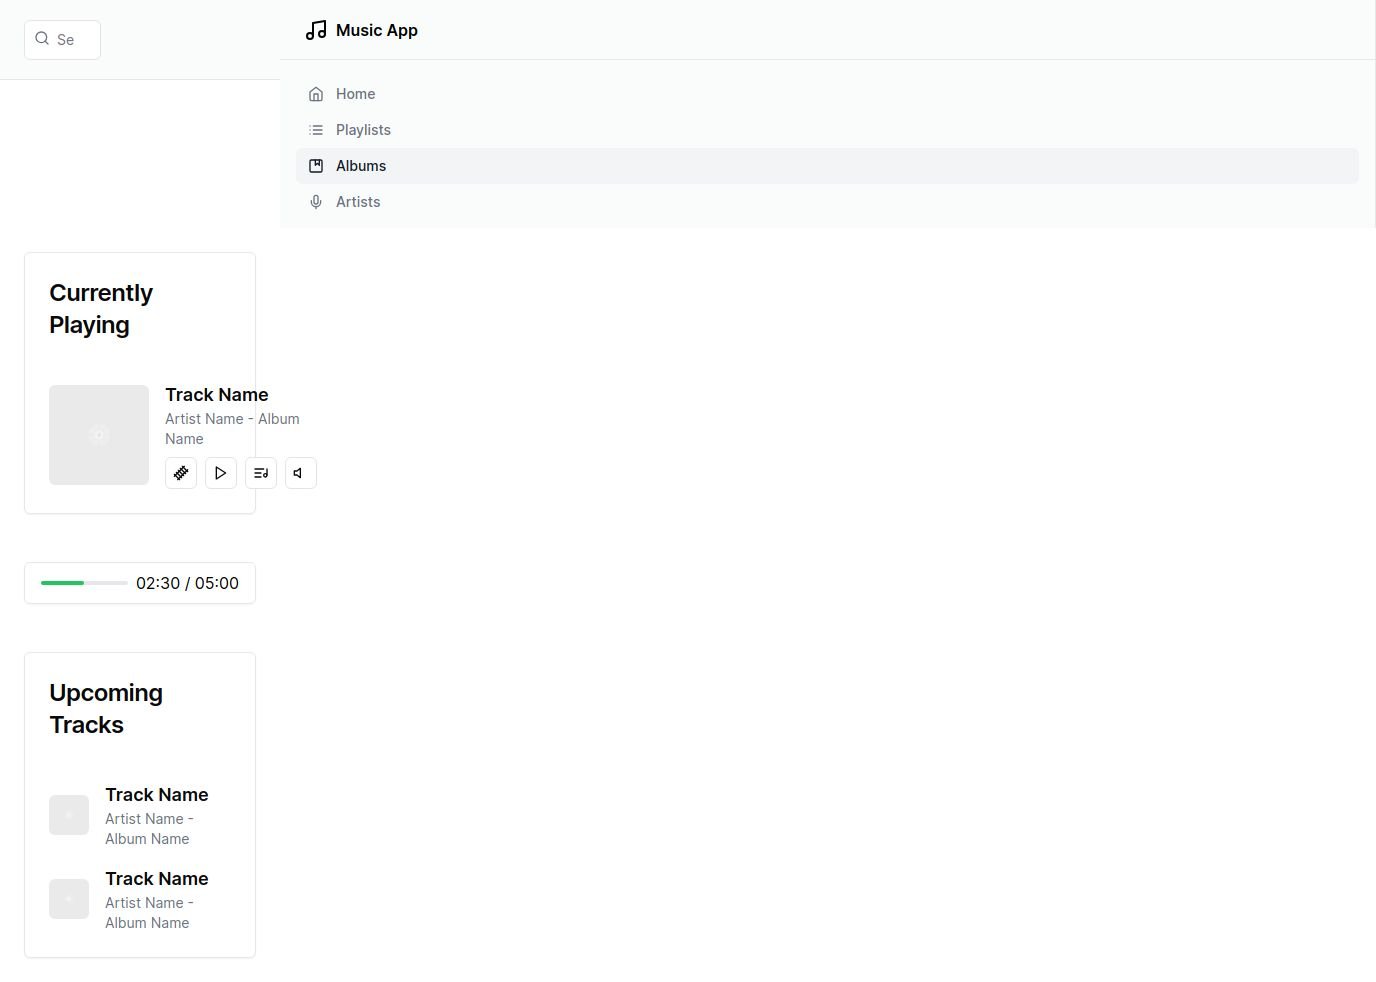 Se
Music App
Home
Playlists
Albums
Artists
Currently
Playing
Track Name
Artist Name - Album
Name
02:30 / 05:00
Upcoming
Tracks
Track Name
Artist Name -
Album Name
Track Name
Artist Name -
Album Name